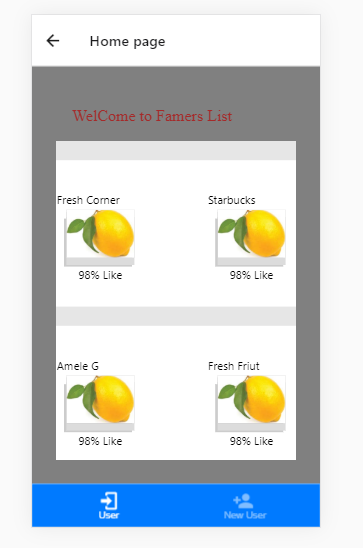 Home page
WelCome to Famers List
Fresh Corner
Starbucks
98% Like
98% Like
Amele G
Fresh Friut
98% Like
98% Like
User
New User